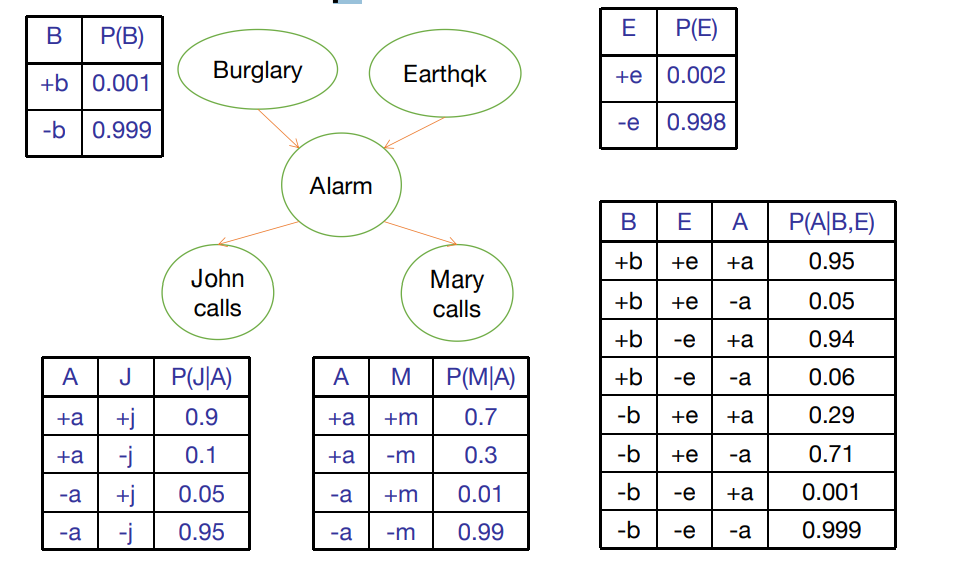 B P(B)
+b 0.001
-b 0.999
Burglary
Earthqk
E P(E)
+e 0.002
-e 0.998
Alarm
John
calls
Mary
calls
A J P(J|A)
+a +j 0.9
+a -j 0.1
-a +j 0.05
-a -j 0.95
A M P(M|A)
+a +m 0.7
+a -m 0.3
-a +m 0.01
-a -m 0.99
B E A P(A|B,E)
+b +e +a 0.95
+b +e -a 0.05
+b -e +a 0.94
+b -e -a 0.06
-b +e +a 0.29
-b +e -a 0.71
-b -e +a 0.001
-b -e -a 0.999